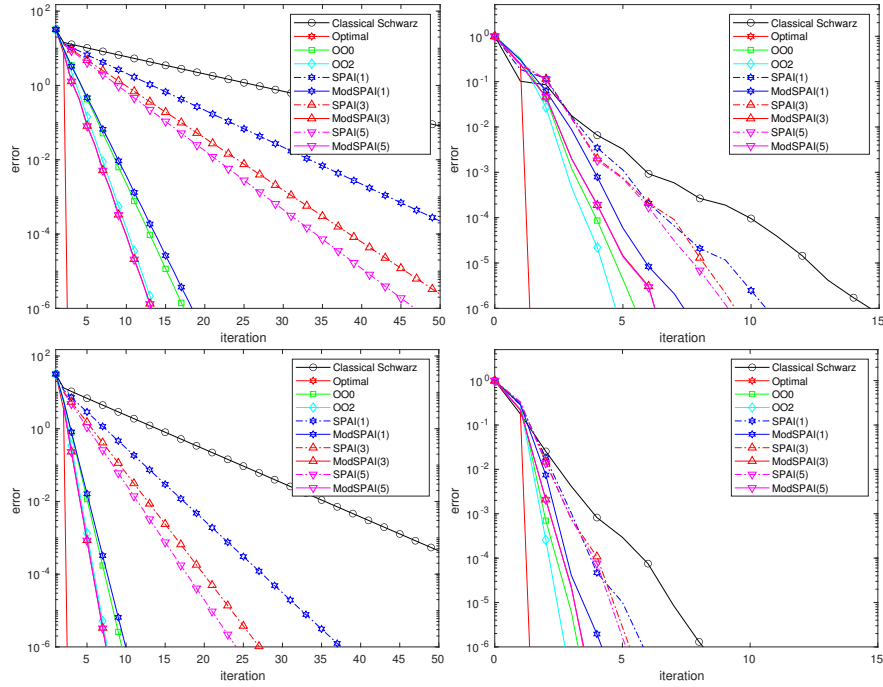 10^2
10^0
10^-2
10^-4
10^-6
error
5 10 15 20 25 30 35 40 45 50
iteration
Classical Schwarz
Optimal
OO0
OO2
SPAI(1)
ModSPAI(1)
SPAI(3)
ModSPAI(3)
SPAI(5)
ModSPAI(5)
10^0
10^-1
10^-2
10^-3
10^-4
10^-5
10^-6
error
0 5 10 15
iteration
Classical Schwarz
Optimal
OO0
OO2
SPAI(1)
ModSPAI(1)
SPAI(3)
ModSPAI(3)
SPAI(5)
ModSPAI(5)
10^2
10^0
10^-2
10^-4
10^-6
error
5 10 15 20 25 30 35 40 45 50
iteration
Classical Schwarz
Optimal
OO0
OO2
SPAI(1)
ModSPAI(1)
SPAI(3)
ModSPAI(3)
SPAI(5)
ModSPAI(5)
10^0
10^-1
10^-2
10^-3
10^-4
10^-5
10^-6
error
0 5 10 15
iteration
Classical Schwarz
Optimal
OO0
OO2
SPAI(1)
ModSPAI(1)
SPAI(3)
ModSPAI(3)
SPAI(5)
ModSPAI(5)